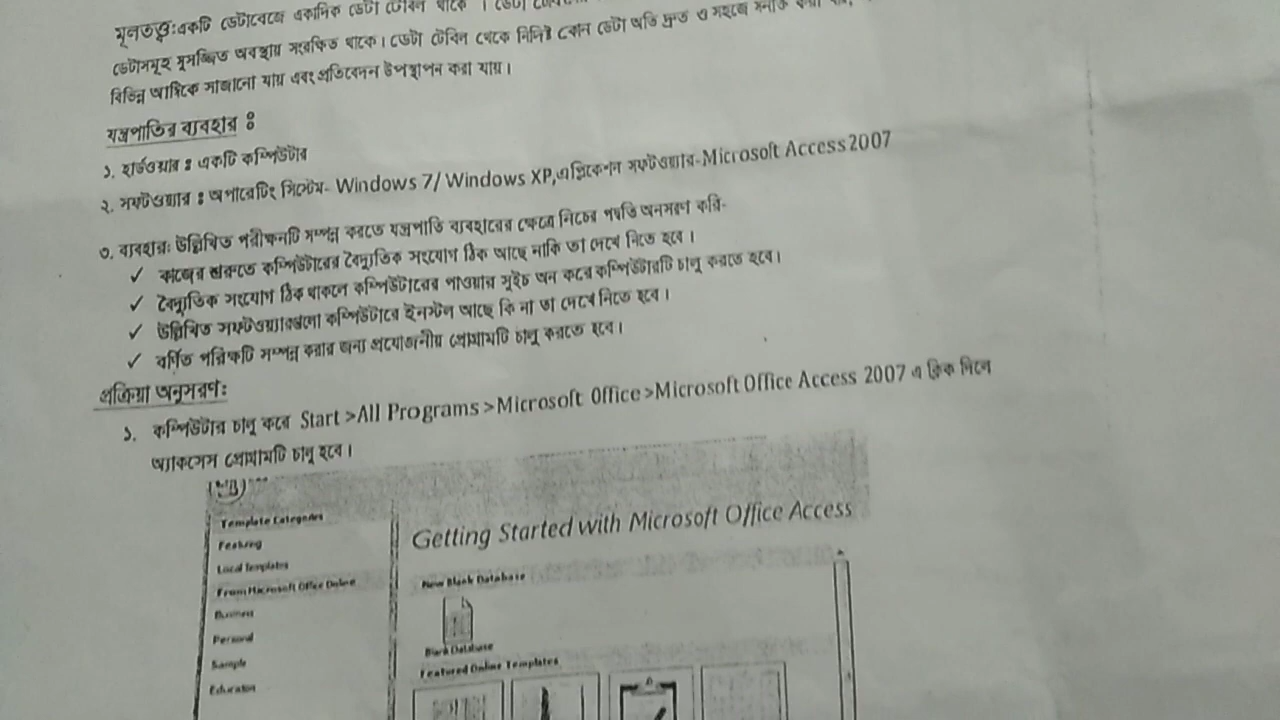 মূলতত্ত্ব:একটি ডেটাবেজে একাদিক ডেটা টেবিল থাকে । ডেটা
ডেটাসমূহ সুসজ্জিত অবস্থায় সংরক্ষিত থাকে। ডেটা টেবিল থেকে নির্দিষ্ট কোন ডেটা অতি দ্রুত ও সহজে সনাক্ত করা যায়,
বিভিন্ন আঙ্গিকে সাজানো যায় এবং প্রতিবেদন উপস্থাপন করা যায়।
যন্ত্রপাতির ব্যবহার ঃ
১. হার্ডওয়্যার ঃ একটি কম্পিউটার
২. সফটওয়্যার ঃ অপারেটিং সিস্টেম- Windows 7/ Windows XP,এপ্লিকেশন সফটওয়্যার-Microsoft Access 2007
৩. ব্যবহার: উল্লিখিত পরীক্ষনটি সম্পন্ন করতে যন্ত্রপাতি ব্যবহারের ক্ষেত্রে নিচের পদ্বতি অনসরণ করি-
✓ কাজের শুরুতে কম্পিউটারের বৈদ্যুতিক সংযোগ ঠিক আছে নাকি তা দেখে নিতে হবে ।
✓ বৈদ্যুতিক সংযোগ ঠিক থাকলে কম্পিউটারের পাওয়ার সুইচ অন করে কম্পিউটারটি চালু করতে হবে।
✓ উল্লিখিত সফটওয়্যারগুলো কম্পিউটারে ইনস্টল আছে কি না তা দেখে নিতে হবে ।
✓ বর্ণিত পরিক্ষটি সম্পন্ন করার জন্য প্রয়োজনীয় প্রোগ্রামটি চালু করতে হবে।
প্রক্রিয়া অনুসরণ:
১. কম্পিউটার চালু করে Start >All Programs >Microsoft Office >Microsoft Office Access 2007 এ ক্লিক দিলে
অ্যাকসেস প্রোগ্রামটি চালু হবে ।
Template Categories
Featuring
Local Templates
From Microsoft Office Online
Business
Personal
Sample
Education
Getting Started with Microsoft Office Access
New Blank Database
Blank Database
Featured Online Templates